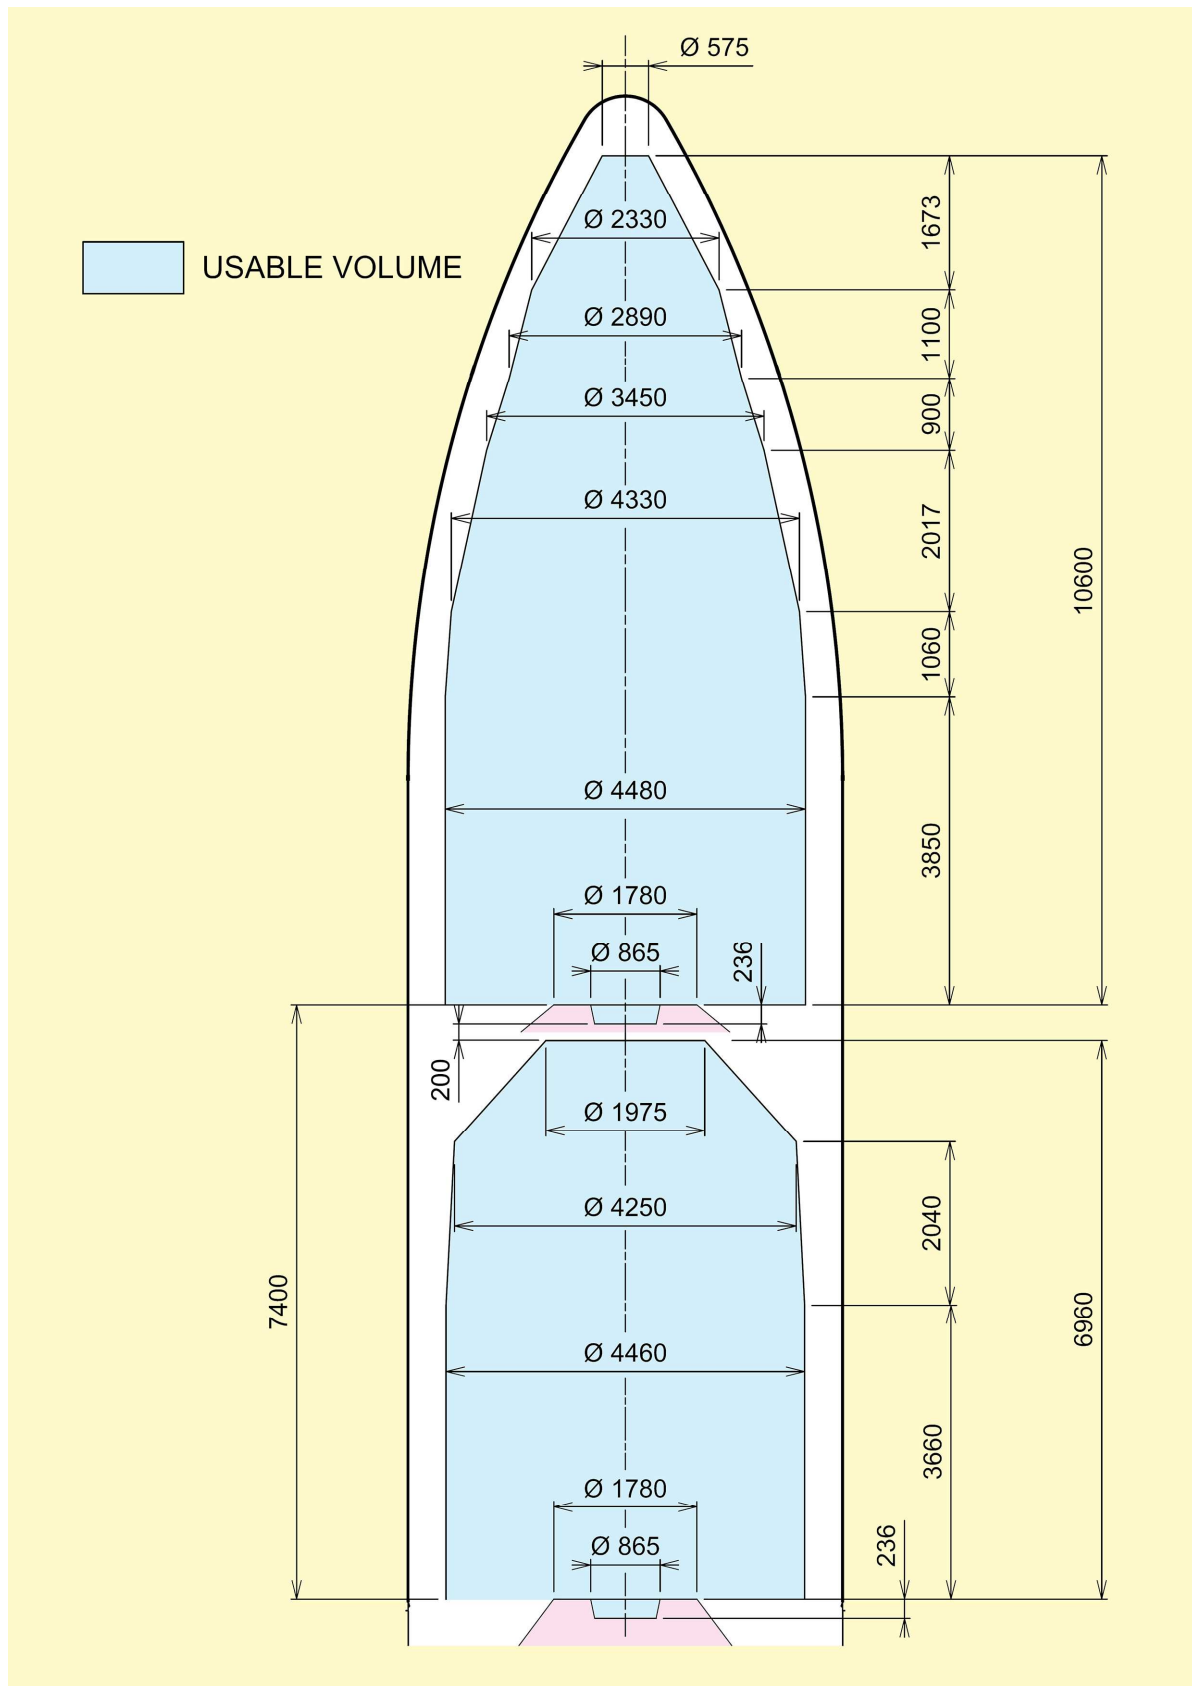 Ø 575
1673
Ø 2330
USABLE VOLUME
1100
Ø 2890
900
Ø 3450
2017
Ø 4330
10600
1060
Ø 4480
3850
Ø 1780
Ø 865
236
200
Ø 1975
Ø 4250
2040
7400
6960
Ø 4460
3660
Ø 1780
Ø 865
236